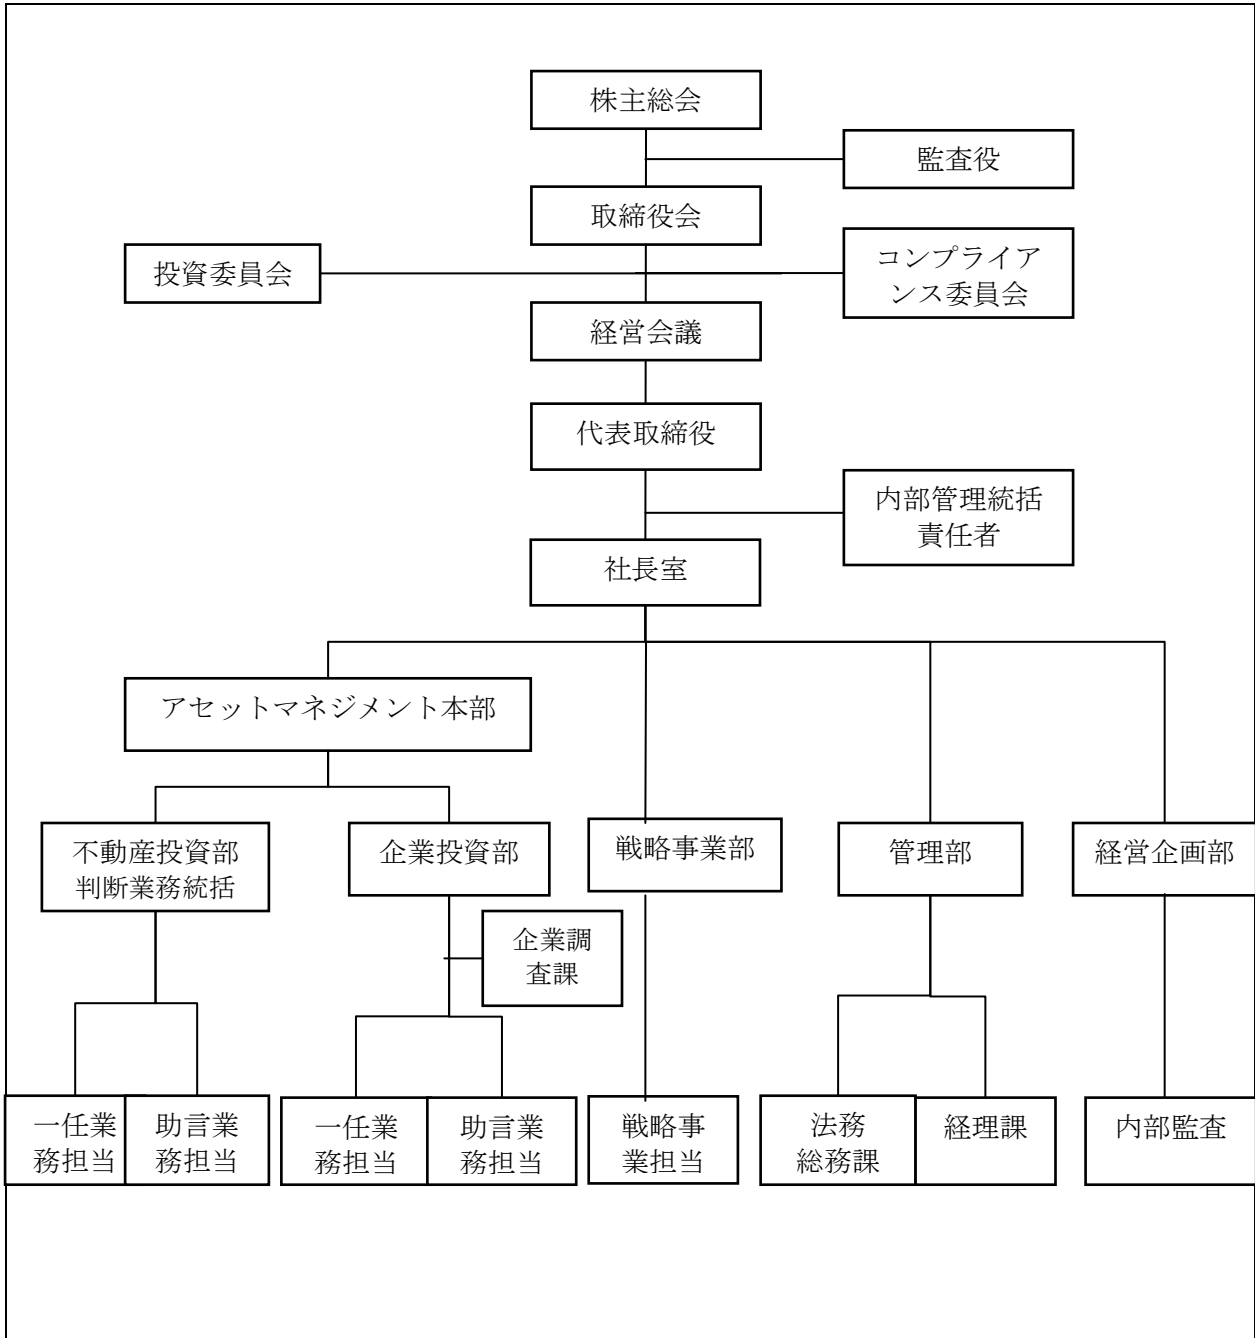 株主総会
監査役
取締役会
投資委員会
コンプライア
ンス委員会
経営会議
代表取締役
内部管理統括
責任者
社長室
アセットマネジメント本部
不動産投資部
判断業務統括
企業投資部
戦略事業部
管理部
経営企画部
企業調
査課
一任業
務担当
助言業
務担当
一任業
務担当
助言業
務担当
戦略事
業担当
法務
総務課
経理課
内部監査